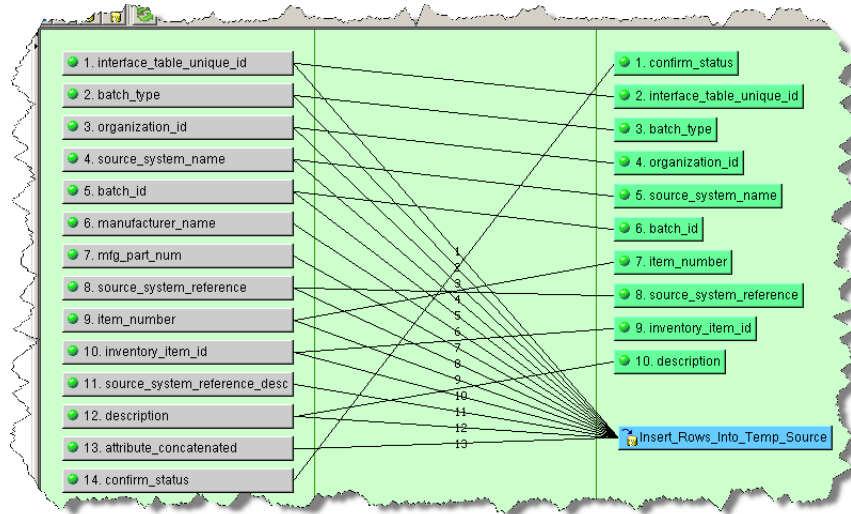 1. interface_table_unique_id
2. batch_type
3. organization_id
4. source_system_name
5. batch_id
6. manufacturer_name
7. mfg_part_num
8. source_system_reference
9. item_number
10. inventory_item_id
11. source_system_reference_desc
12. description
13. attribute_concatenated
14. confirm_status
1
2
3
4
5
6
7
8
9
10
11
12
13
1. confirm_status
2. interface_table_unique_id
3. batch_type
4. organization_id
5. source_system_name
6. batch_id
7. item_number
8. source_system_reference
9. inventory_item_id
10. description
Insert_Rows_Into_Temp_Source